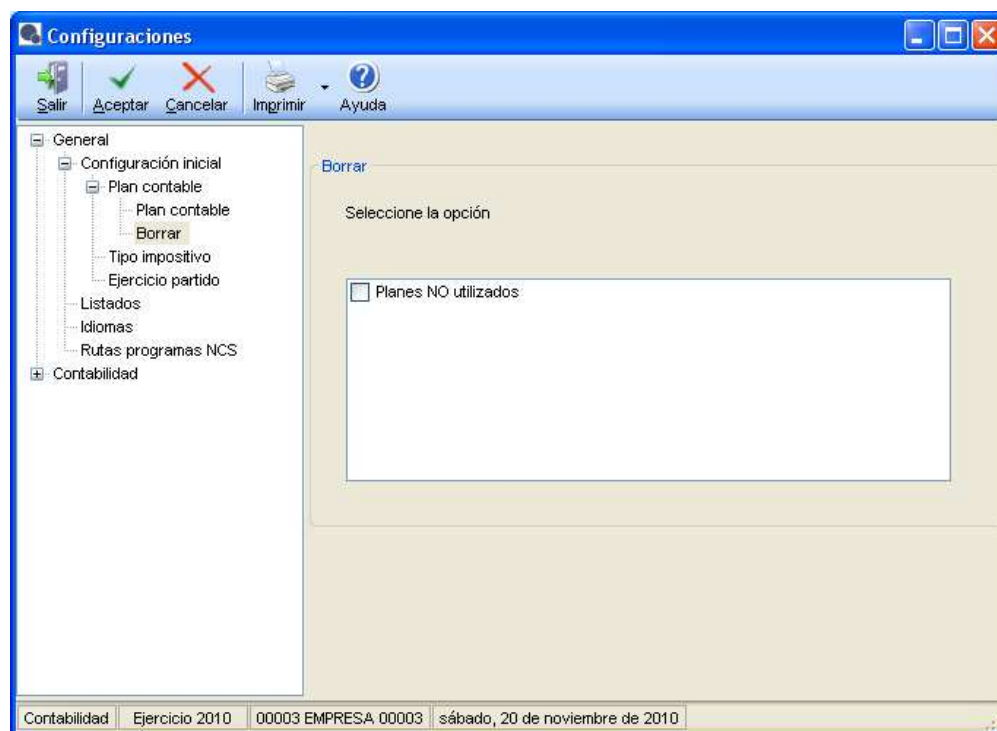 Configuraciones
Salir Aceptar Cancelar Imprimir Ayuda
General
Configuración inicial
Plan contable
Plan contable
Borrar
Tipo impositivo
Ejercicio partido
Listados
Idiomas
Rutas programas NCS
Contabilidad
Borrar
Seleccione la opción
Planes NO utilizados
Contabilidad Ejercicio 2010 00003 EMPRESA 00003 sábado, 20 de noviembre de 2010